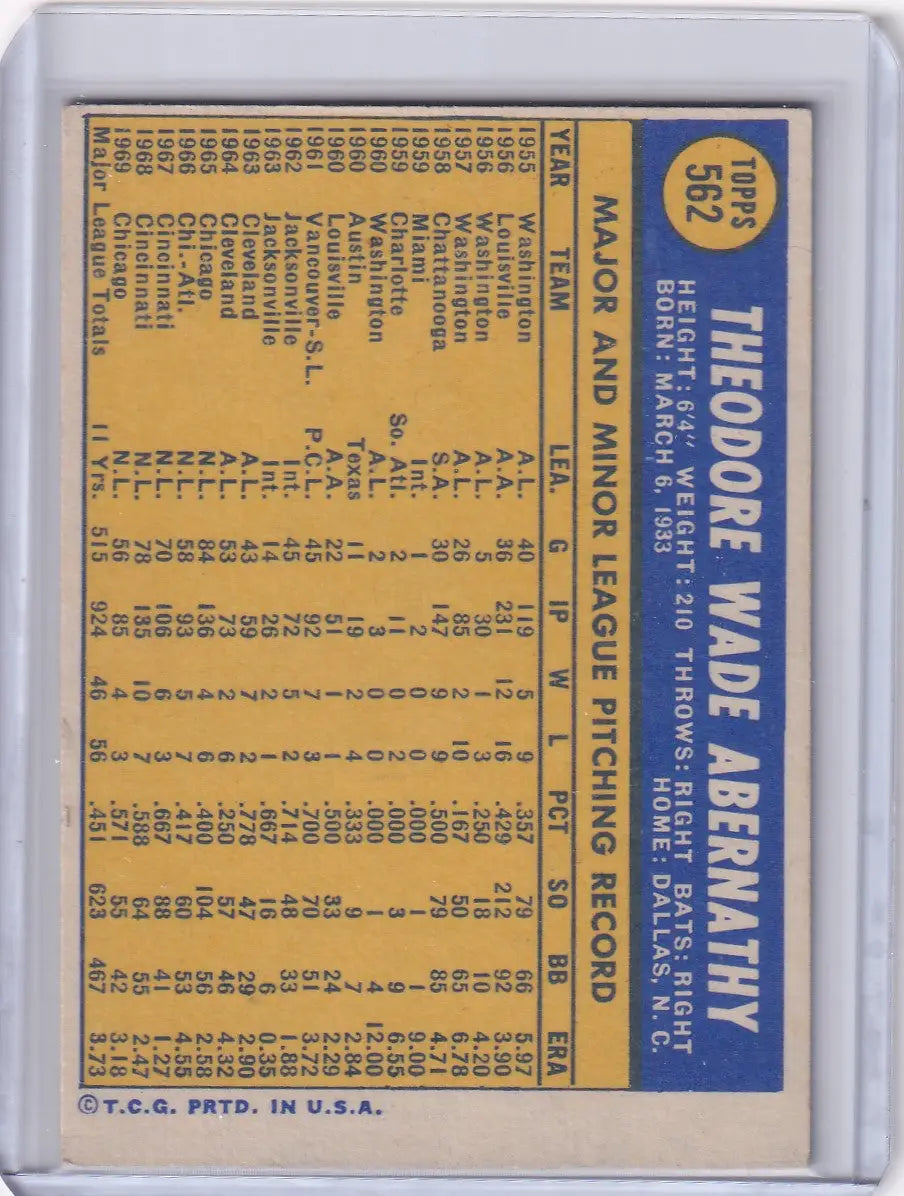 TOPPS
562
THEODORE WADE ABERNATHY
HEIGHT: 6'4" WEIGHT: 210 THROWS: RIGHT BATS: RIGHT
BORN: MARCH 6, 1933 HOME: DALLAS, N. C.
MAJOR AND MINOR LEAGUE PITCHING RECORD
YEAR TEAM LEA. G IP W L PCT SO BB ERA
1955 Washington A.L. 40 119 5 9 .357 79 66 5.97
1956 Louisville A.A. 36 231 12 16 .429 212 92 3.90
1956 Washington A.L. 5 30 1 3 .250 18 10 4.20
1957 Washington A.L. 26 85 2 10 .167 50 65 6.78
1958 Chattanooga S.A. 30 147 9 9 .500 79 85 4.71
1959 Miami Int. 1 2 0 0 .000 1 1 9.00
1959 Charlotte So. Atl. 2 11 0 2 .000 3 9 6.55
1960 Washington A.L. 2 3 0 0 .000 1 4 12.00
1960 Austin Texas 11 19 2 4 .333 9 7 2.84
1960 Louisville A.A. 22 51 1 1 .500 33 24 2.29
1961 Vancouver-S.L. P.C.L. 45 92 7 3 .700 70 51 3.72
1962 Jacksonville Int. 45 72 5 2 .714 48 33 1.88
1963 Jacksonville Int. 14 26 2 1 .667 16 6 0.35
1963 Cleveland A.L. 43 59 7 2 .778 47 29 2.90
1964 Cleveland A.L. 53 73 2 6 .250 57 46 4.32
1965 Chicago N.L. 84 136 4 6 .400 104 56 2.58
1966 Chi.-Atl. N.L. 58 93 5 7 .417 60 53 4.55
1967 Cincinnati N.L. 70 106 6 3 .667 88 41 1.27
1968 Cincinnati N.L. 78 135 10 7 .588 64 55 2.47
1969 Chicago N.L. 56 85 4 3 .571 55 42 3.18
Major League Totals 11 Yrs. 515 924 46 56 .451 623 467 3.73
© T.C.G. PRTD. IN U.S.A.